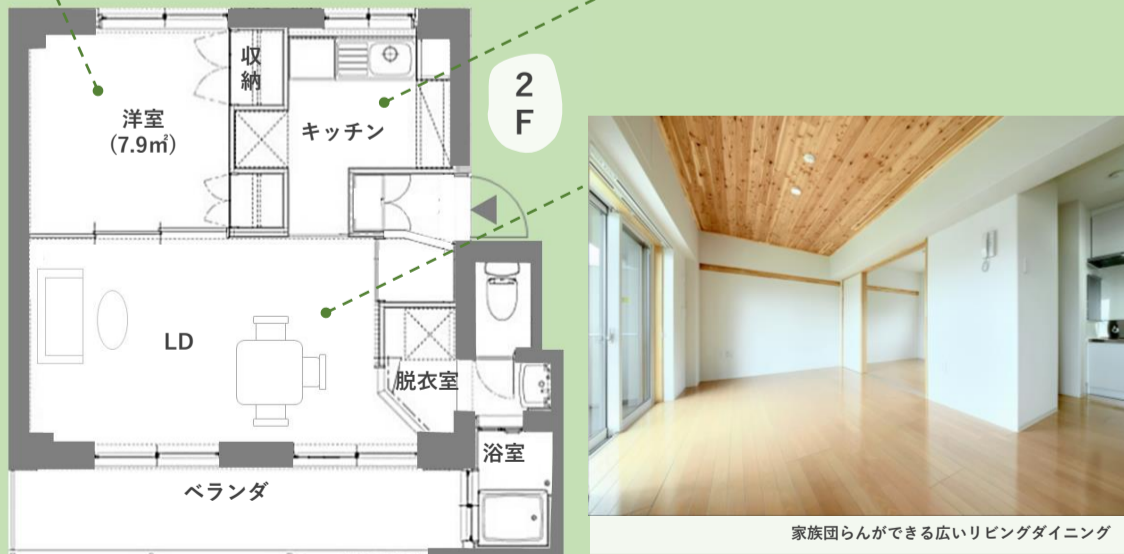 収
納
洋室
(7.9㎡)
キッチン
2
F
LD
脱衣室
浴室
ベランダ
家族団らんができる広いリビングダイニング